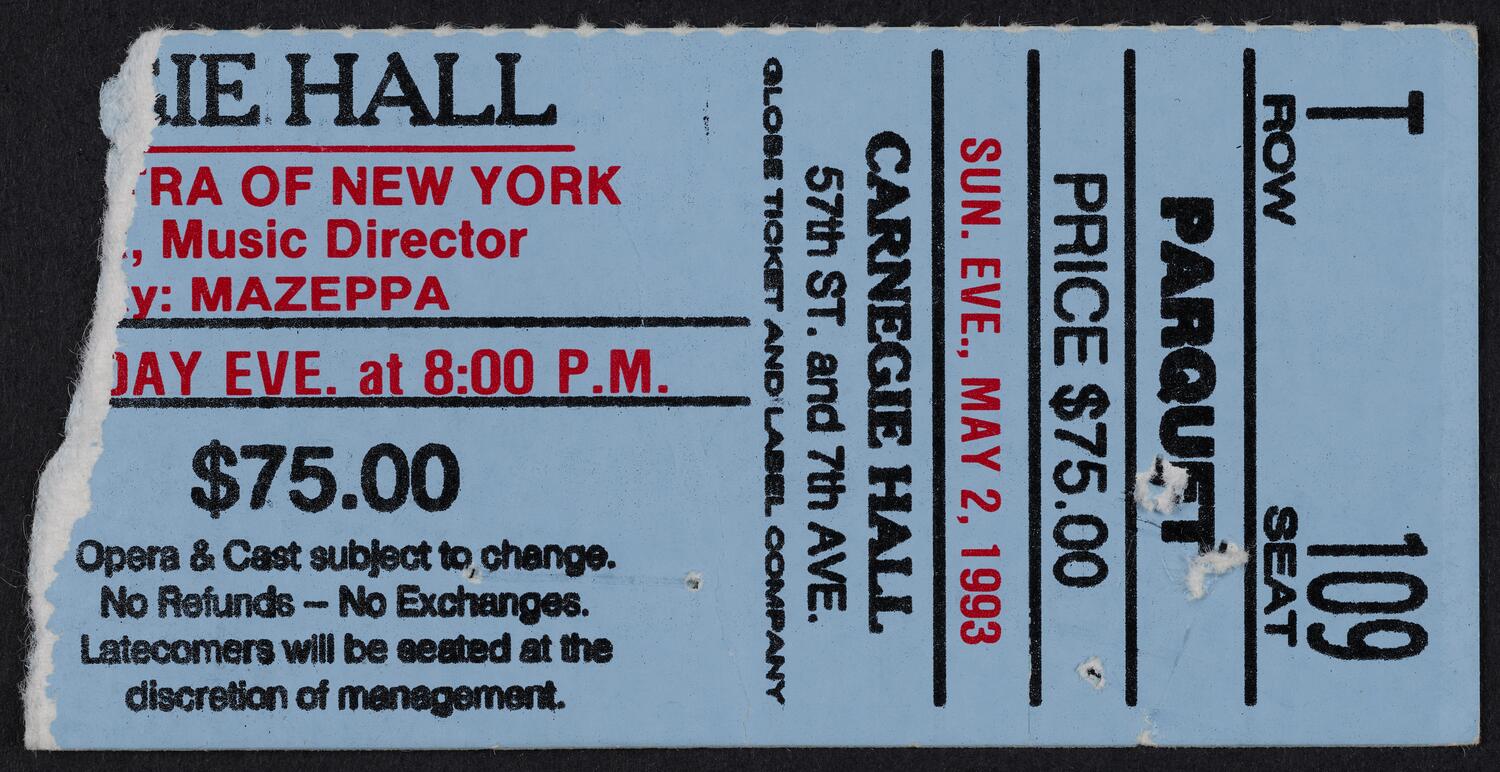 GIE HALL
RA OF NEW YORK
, Music Director
y: MAZEPPA
DAY EVE. at 8:00 P.M.
$75.00
Opera & Cast subject to change.
No Refunds – No Exchanges.
Latecomers will be seated at the
discretion of management.
GLOBE TICKET AND LABEL COMPANY
57th ST. and 7th AVE.
CARNEGIE HALL
SUN. EVE., MAY 2, 1993
PRICE $75.00
PARQUET
ROW SEAT
T 109